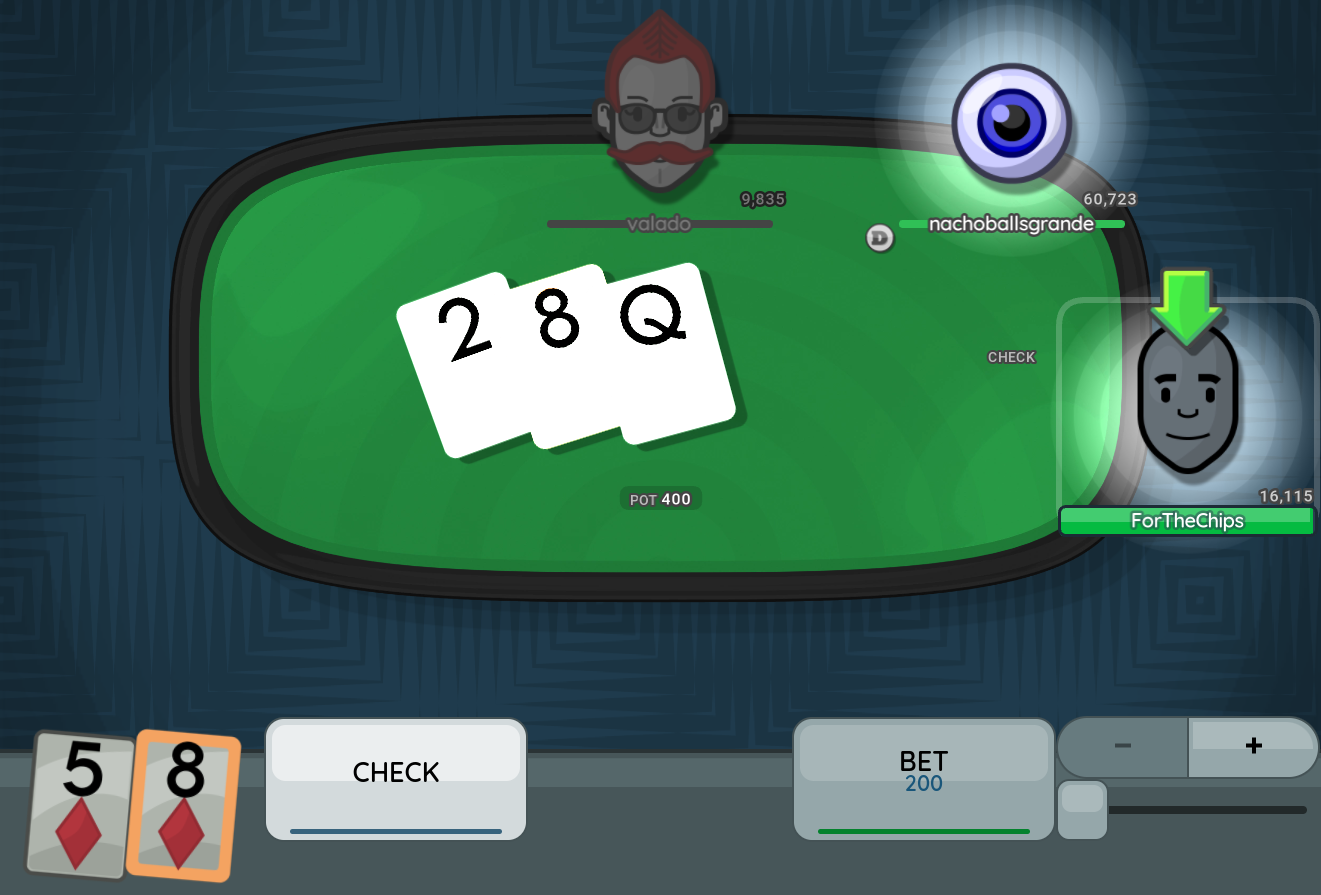 9,835
valado
60,723
nachoballsgrande
D
2 8 Q
CHECK
POT 400
16,115
ForTheChips
5 8
CHECK
BET
200
− +